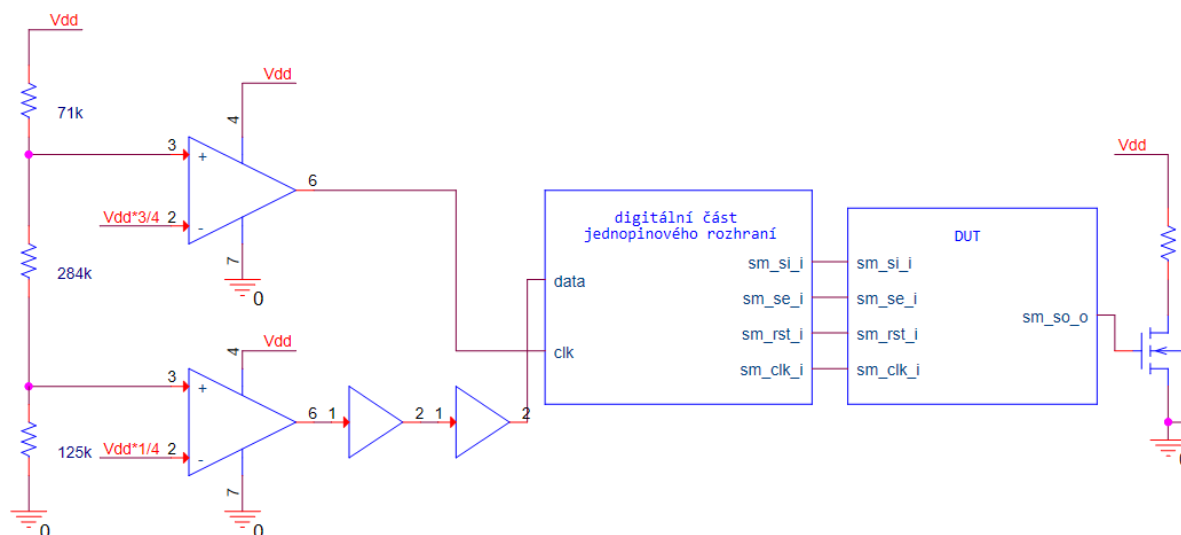 Vdd
71k
284k
125k
0
Vdd
4
3
+
Vdd*3/4
2
-
6
7
0
Vdd
4
3
+
Vdd*1/4
2
-
6
7
0
1
2
1
2
digitální část
jednopinového rozhraní
data
clk
sm_si_i
sm_se_i
sm_rst_i
sm_clk_i
DUT
sm_si_i
sm_se_i
sm_rst_i
sm_clk_i
sm_so_o
Vdd